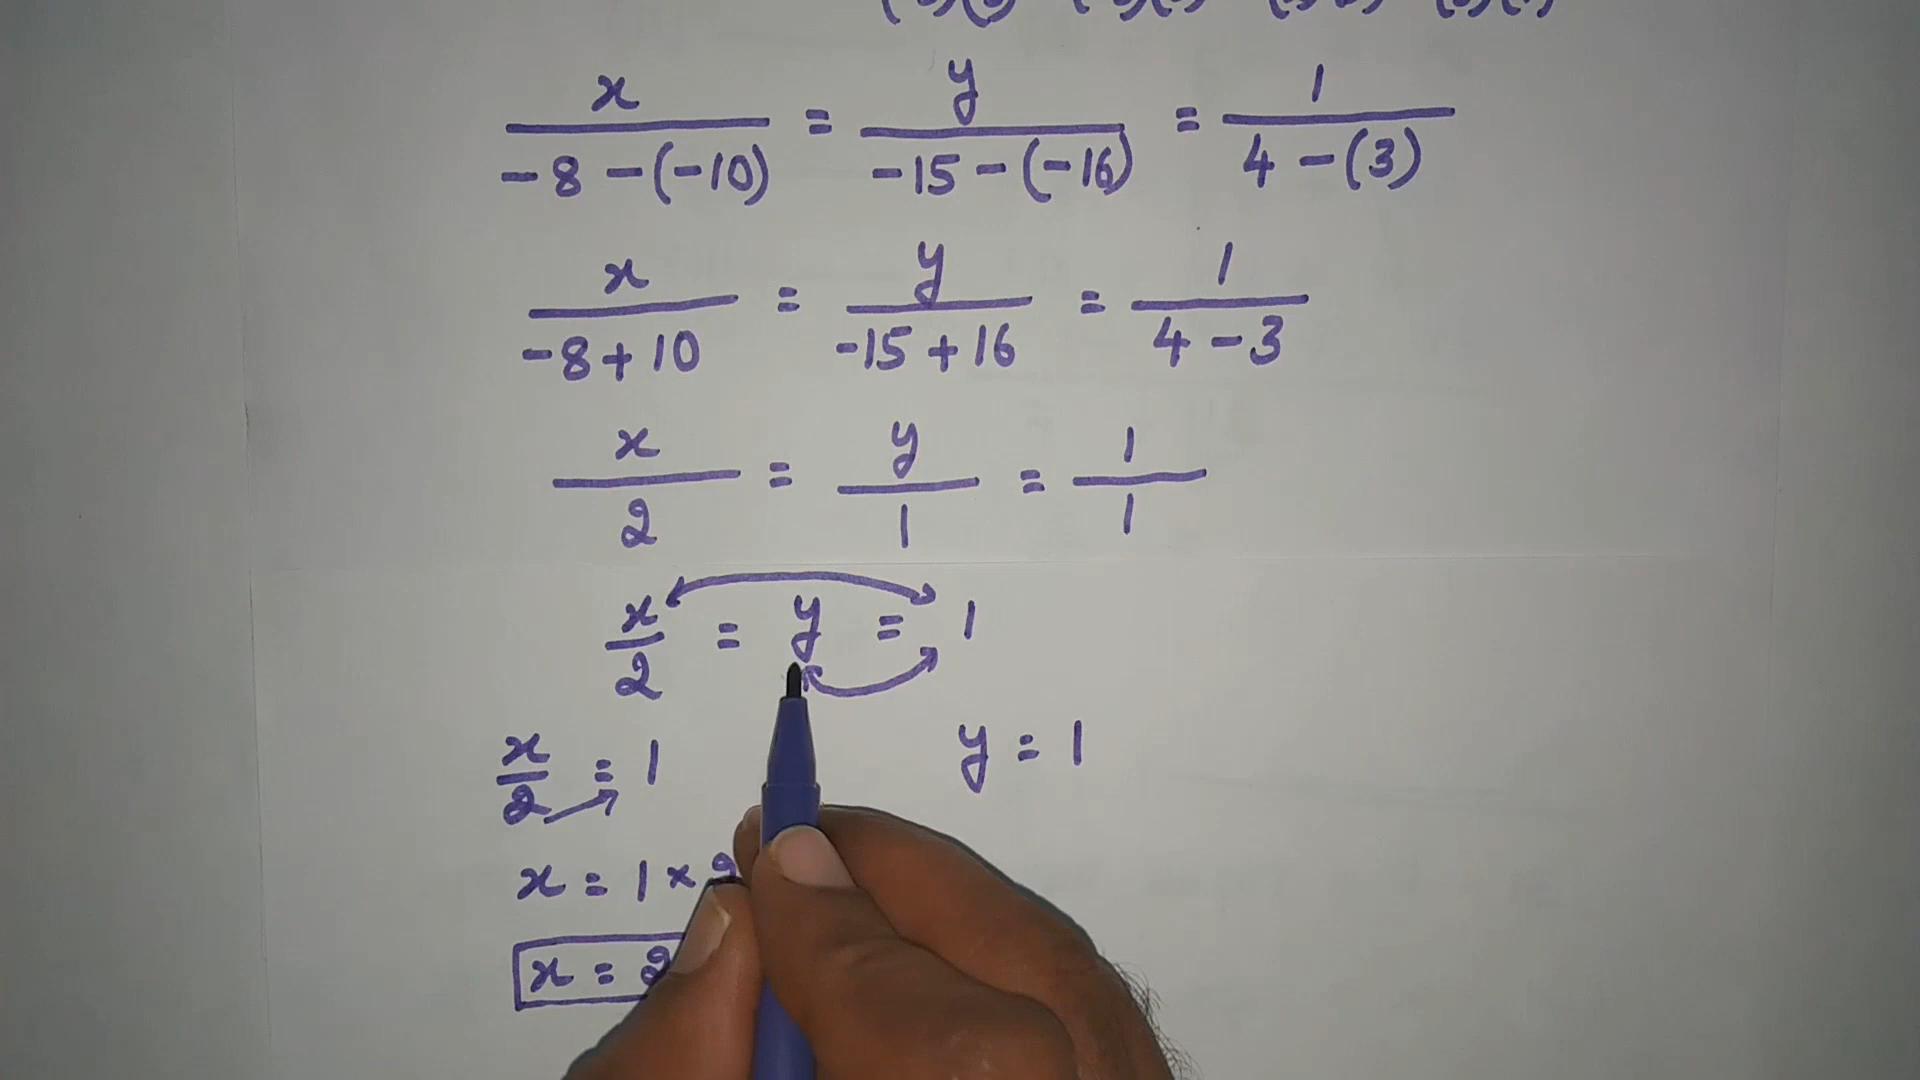 x/-8-(-10) = y/-15-(-16) = 1/4-(3)
x/-8+10 = y/-15+16 = 1/4-3
x/2 = y/1 = 1/1
x/2 = y = 1
x/2 = 1 y = 1
x = 1 ×
x = 2